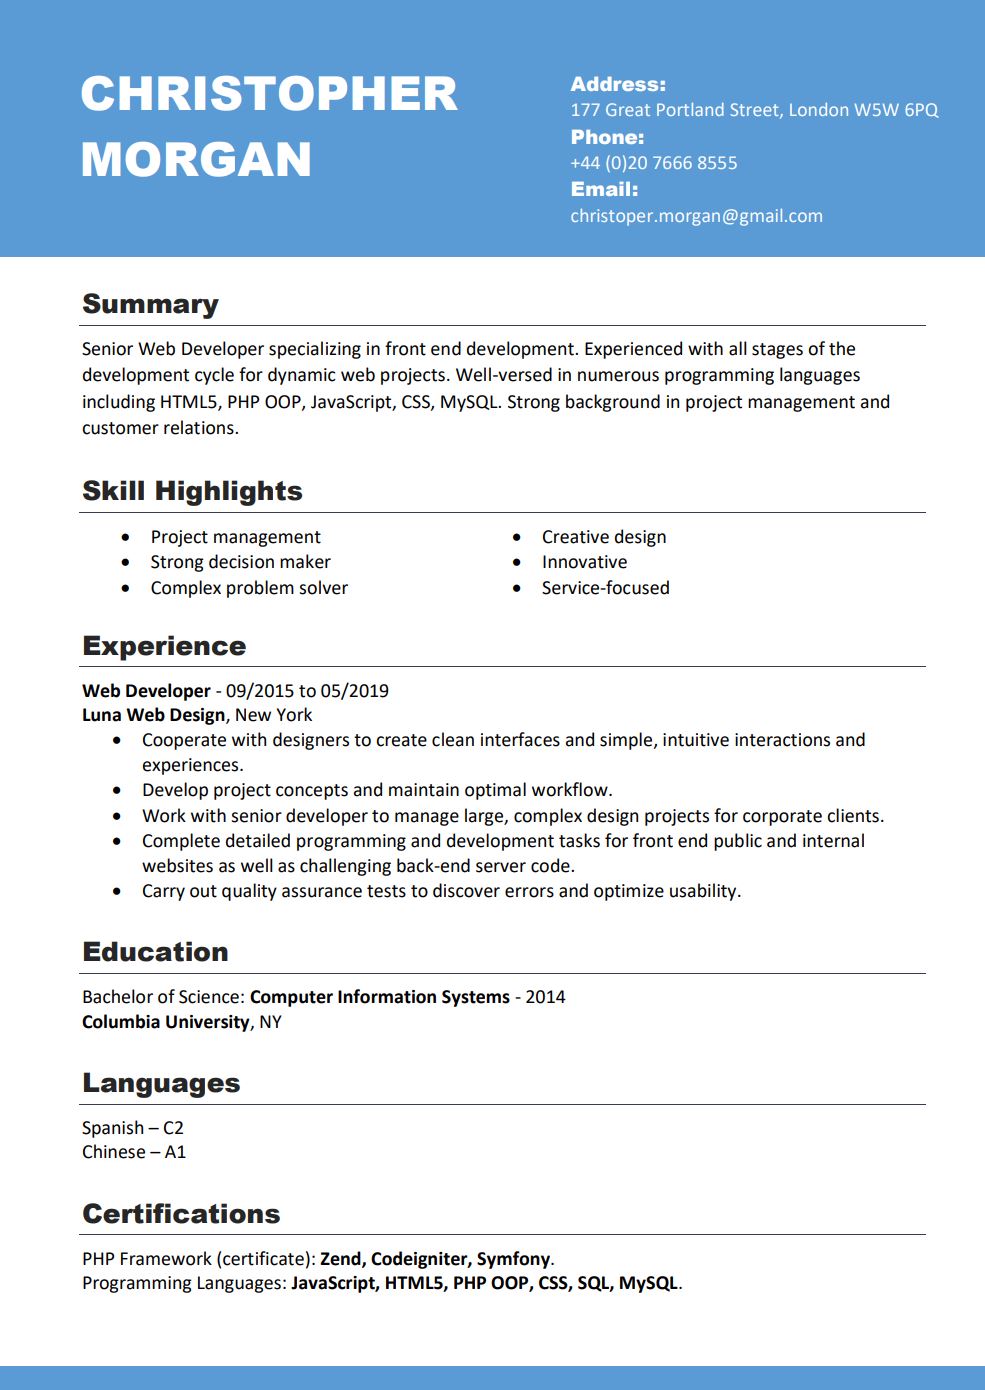 CHRISTOPHER
MORGAN
Address:
177 Great Portland Street, London W5W 6PQ
Phone:
+44 (0)20 7666 8555
Email:
christoper.morgan@gmail.com
Summary
Senior Web Developer specializing in front end development. Experienced with all stages of the
development cycle for dynamic web projects. Well-versed in numerous programming languages
including HTML5, PHP OOP, JavaScript, CSS, MySQL. Strong background in project management and
customer relations.
Skill Highlights
• Project management
• Strong decision maker
• Complex problem solver
• Creative design
• Innovative
• Service-focused
Experience
Web Developer - 09/2015 to 05/2019
Luna Web Design, New York
• Cooperate with designers to create clean interfaces and simple, intuitive interactions and
experiences.
• Develop project concepts and maintain optimal workflow.
• Work with senior developer to manage large, complex design projects for corporate clients.
• Complete detailed programming and development tasks for front end public and internal
websites as well as challenging back-end server code.
• Carry out quality assurance tests to discover errors and optimize usability.
Education
Bachelor of Science: Computer Information Systems - 2014
Columbia University, NY
Languages
Spanish – C2
Chinese – A1
Certifications
PHP Framework (certificate): Zend, Codeigniter, Symfony.
Programming Languages: JavaScript, HTML5, PHP OOP, CSS, SQL, MySQL.